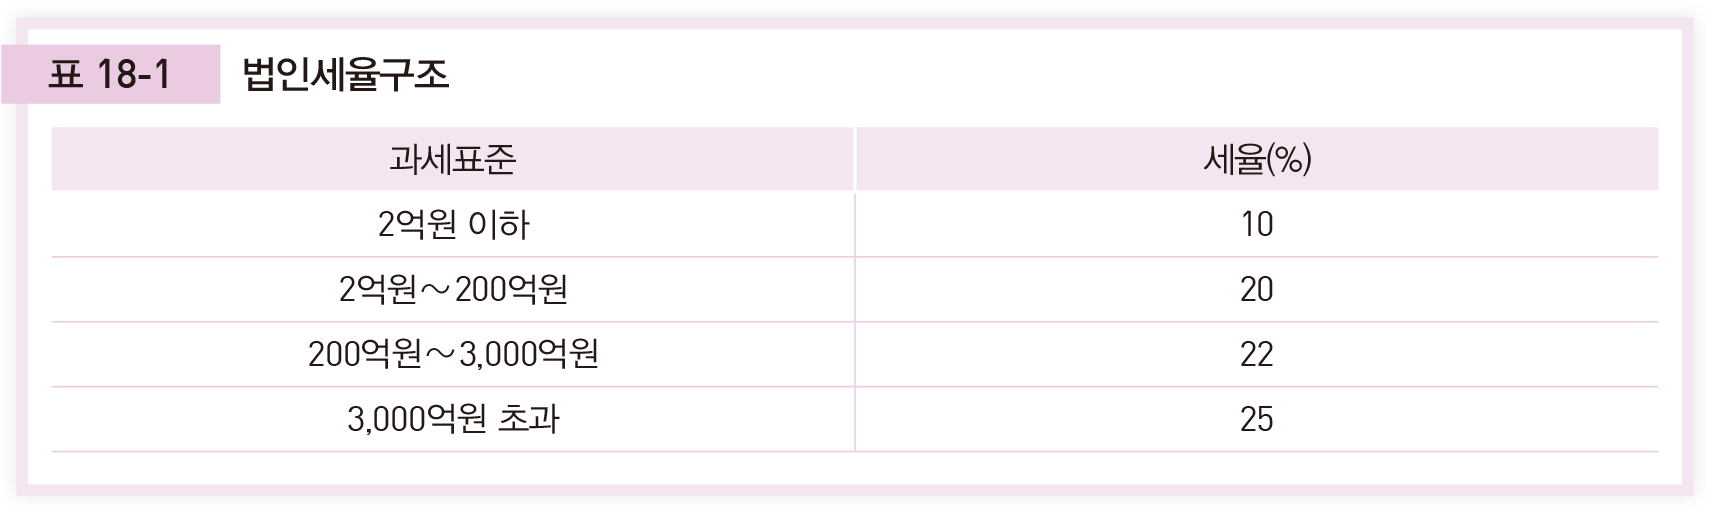 표 18-1 법인세율구조
과세표준 세율(%)
2억원 이하 10
2억원~200억원 20
200억원~3,000억원 22
3,000억원 초과 25